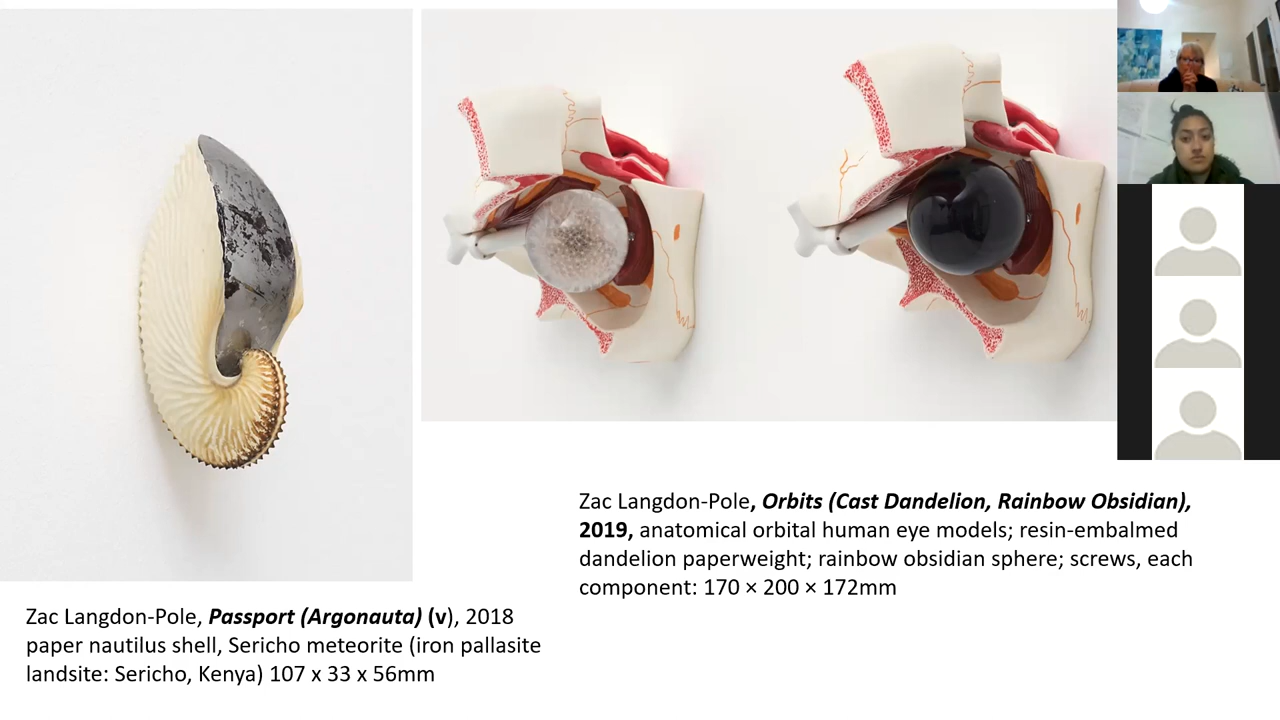 Zac Langdon-Pole, Orbits (Cast Dandelion, Rainbow Obsidian),
2019, anatomical orbital human eye models; resin-embalmed
dandelion paperweight; rainbow obsidian sphere; screws, each
component: 170 × 200 × 172mm
Zac Langdon-Pole, Passport (Argonauta) (v), 2018
paper nautilus shell, Sericho meteorite (iron pallasite
landsite: Sericho, Kenya) 107 x 33 x 56mm